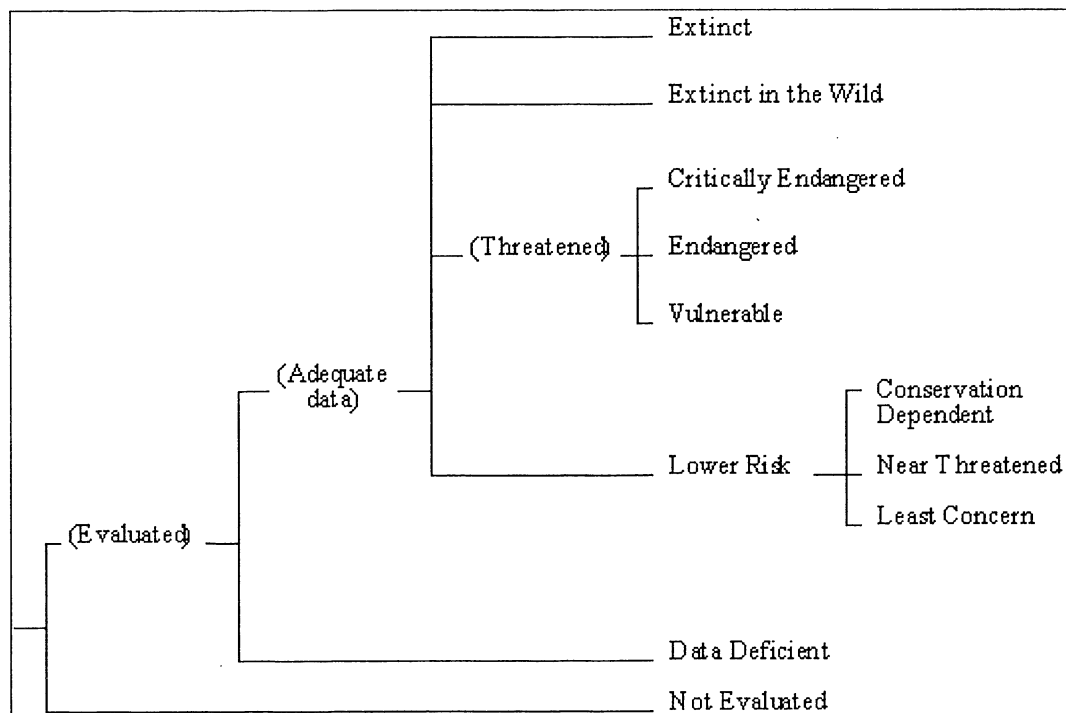 Extinct
Extinct in the Wild
Critically Endangered
(Threatened)
Endangered
Vulnerable
(Adequate
data)
Conservation
Dependent
Lower Risk
Near Threatened
Least Concern
(Evaluated)
Data Deficient
Not Evaluated